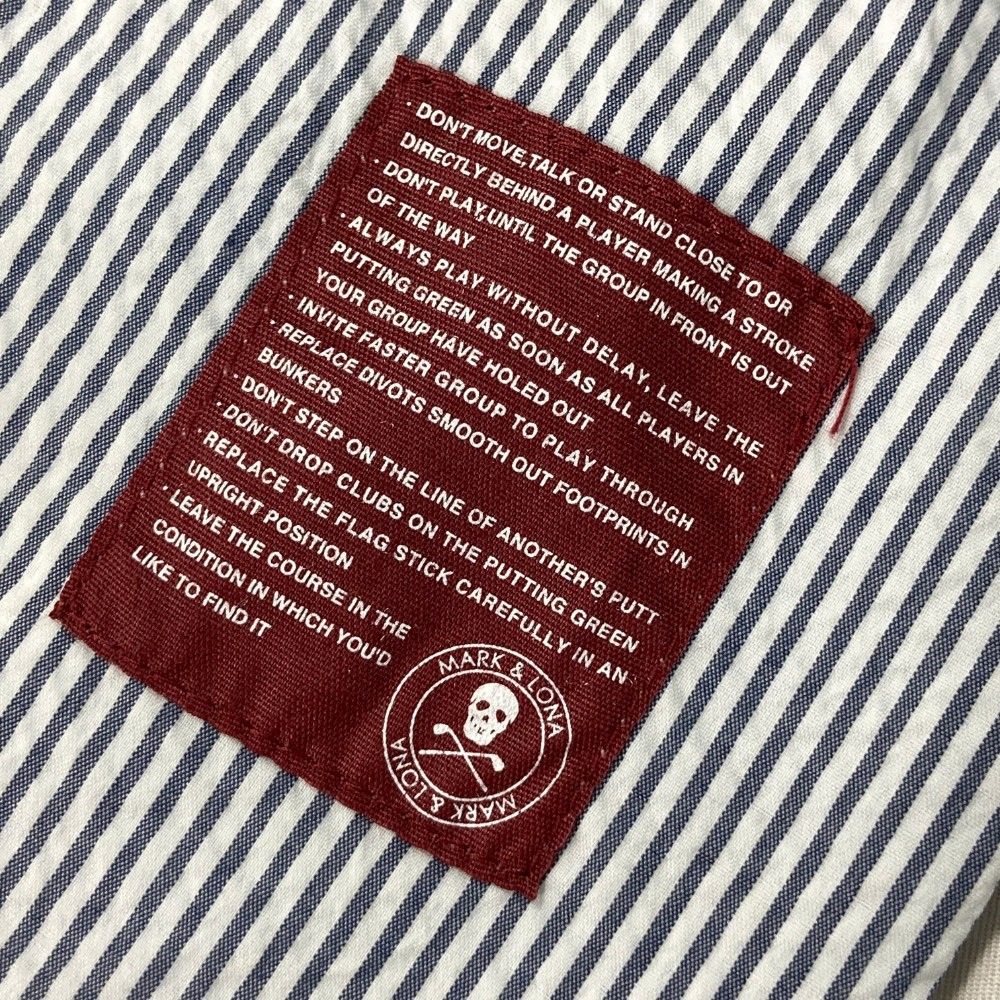 · DON'T MOVE, TALK OR STAND CLOSE TO OR
DIRECTLY BEHIND A PLAYER MAKING A STROKE
· DON'T PLAY, UNTIL THE GROUP IN FRONT IS OUT
OF THE WAY
· ALWAYS PLAY WITHOUT DELAY, LEAVE THE
PUTTING GREEN AS SOON AS ALL PLAYERS IN
YOUR GROUP HAVE HOLED OUT
· INVITE FASTER GROUP TO PLAY THROUGH
· REPLACE DIVOTS SMOOTH OUT FOOTPRINTS IN
BUNKERS
· DON'T STEP ON THE LINE OF ANOTHER'S PUTT
· DON'T DROP CLUBS ON THE PUTTING GREEN
· REPLACE THE FLAG STICK CAREFULLY IN AN
UPRIGHT POSITION
· LEAVE THE COURSE IN THE
CONDITION IN WHICH YOU'D
LIKE TO FIND IT
MARK & LONA
MARK & LONA